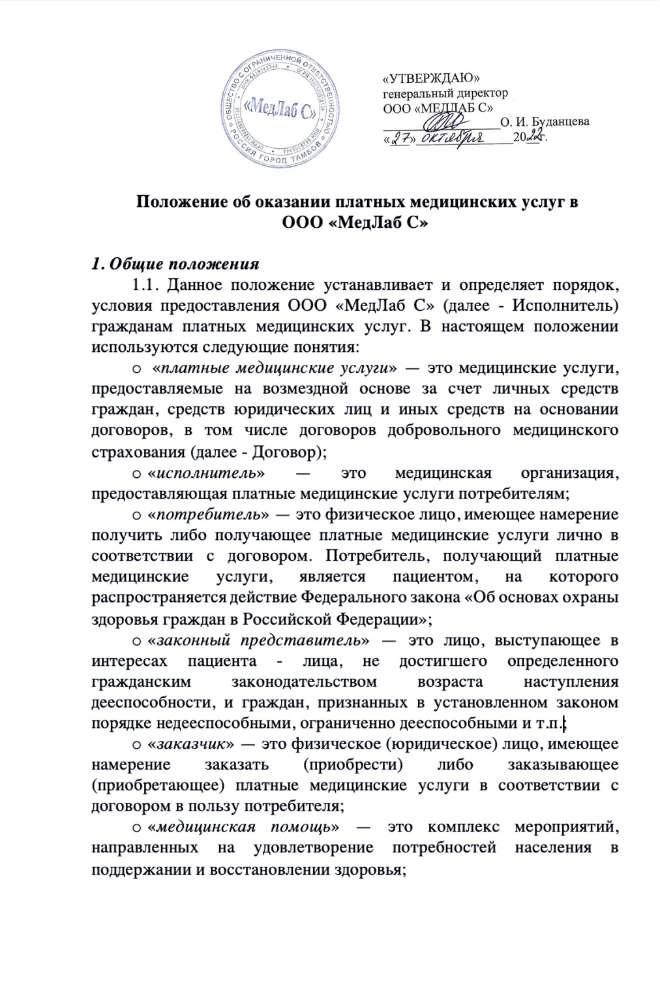 ОБЩЕСТВО С ОГРАНИЧЕННОЙ ОТВЕТСТВЕННОСТЬЮ
РОССИЯ ГОРОД ТАМБОВ
«МедЛаб С»
«УТВЕРЖДАЮ»
генеральный директор
ООО «МЕДЛАБ С»
О. И. Буданцева
«27» октября 2022г.
Положение об оказании платных медицинских услуг в
ООО «МедЛаб С»
1. Общие положения
1.1. Данное положение устанавливает и определяет порядок,
условия предоставления ООО «МедЛаб С» (далее - Исполнитель)
гражданам платных медицинских услуг. В настоящем положении
используются следующие понятия:
o «платные медицинские услуги» — это медицинские услуги,
предоставляемые на возмездной основе за счет личных средств
граждан, средств юридических лиц и иных средств на основании
договоров, в том числе договоров добровольного медицинского
страхования (далее - Договор);
o «исполнитель» — это медицинская организация,
предоставляющая платные медицинские услуги потребителям;
o «потребитель» — это физическое лицо, имеющее намерение
получить либо получающее платные медицинские услуги лично в
соответствии с договором. Потребитель, получающий платные
медицинские услуги, является пациентом, на которого
распространяется действие Федерального закона «Об основах охраны
здоровья граждан в Российской Федерации»;
o «законный представитель» — это лицо, выступающее в
интересах пациента - лица, не достигшего определенного
гражданским законодательством возраста наступления
дееспособности, и граждан, признанных в установленном законом
порядке недееспособными, ограниченно дееспособными и т.п.;
o «заказчик» — это физическое (юридическое) лицо, имеющее
намерение заказать (приобрести) либо заказывающее
(приобретающее) платные медицинские услуги в соответствии с
договором в пользу потребителя;
o «медицинская помощь» — это комплекс мероприятий,
направленных на удовлетворение потребностей населения в
поддержании и восстановлении здоровья;